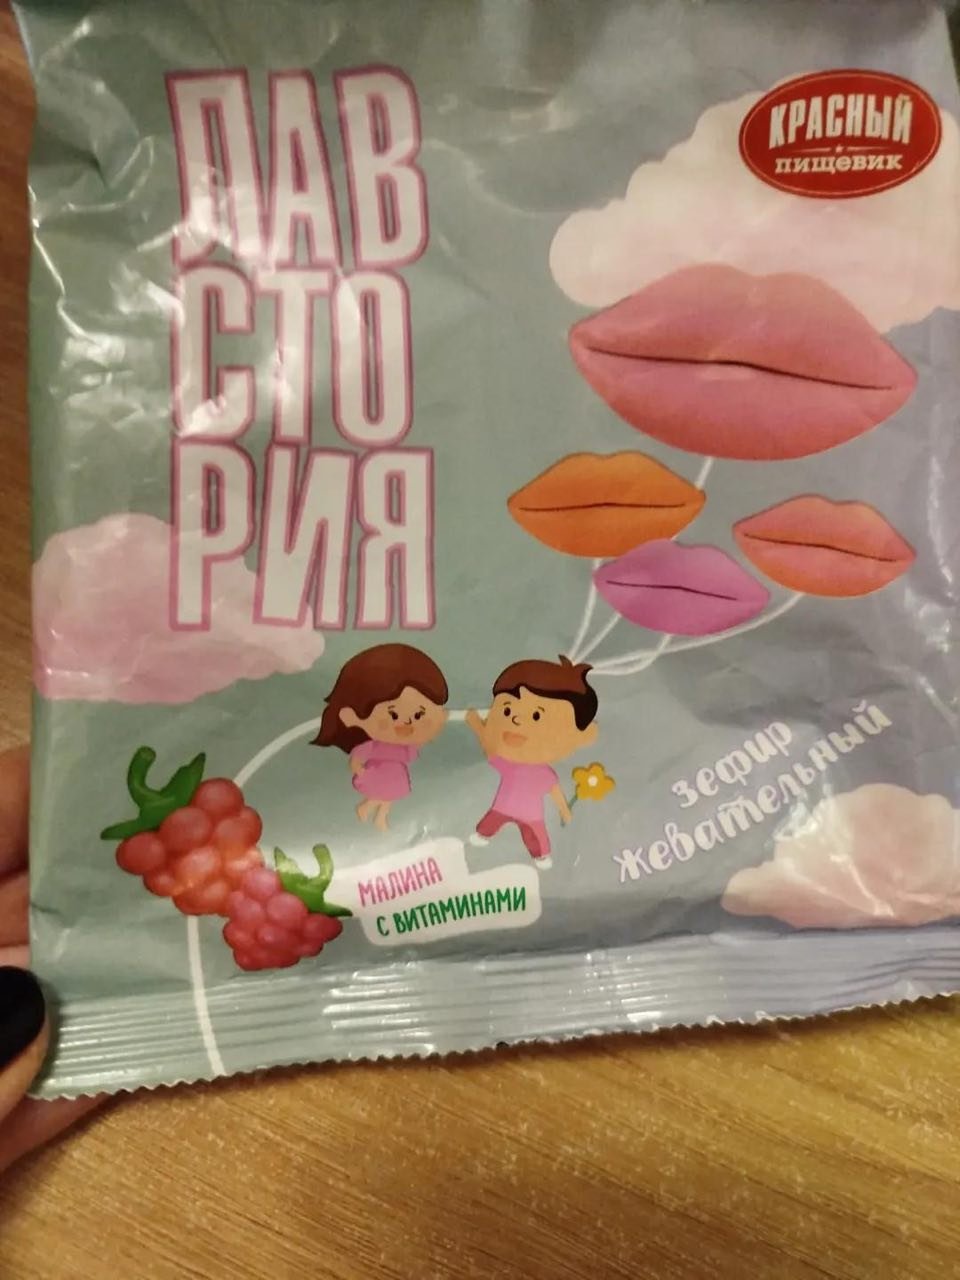 ЛАВ
СТО
РИЯ
КРАСНЫЙ
ПИЩЕВИК
зефир
жевательный
МАЛИНА
С ВИТАМИНАМИ